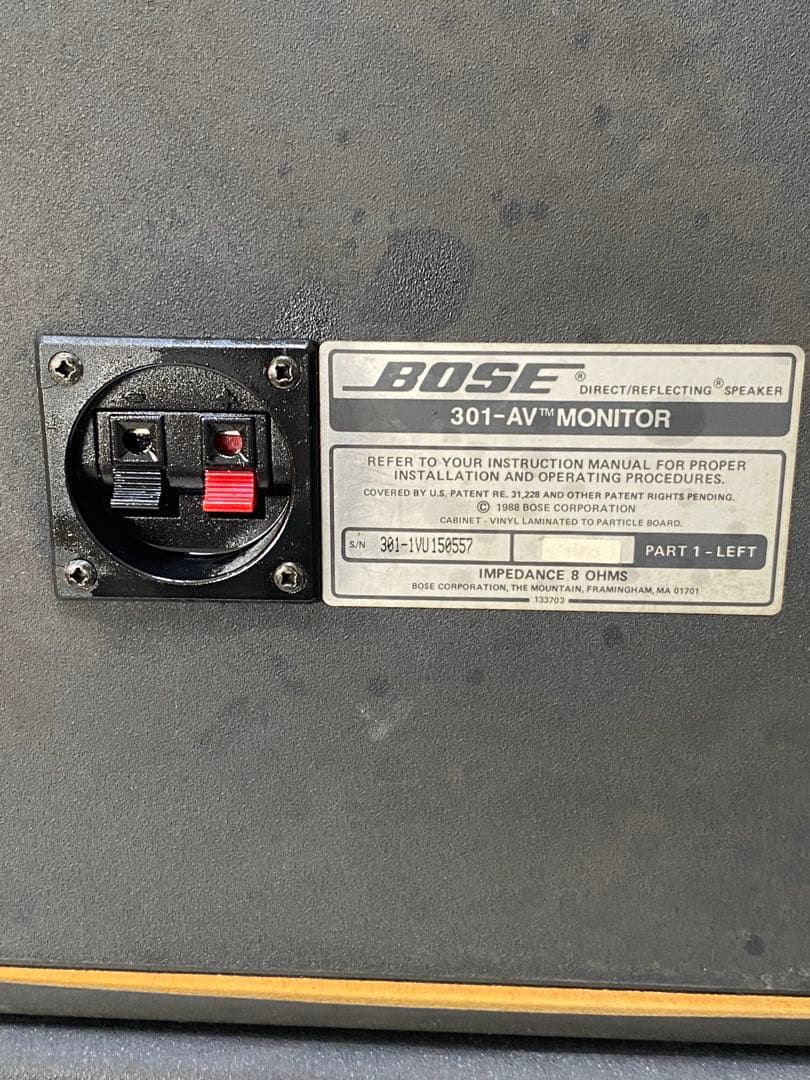 BOSE ® DIRECT/REFLECTING® SPEAKER
301-AV™ MONITOR
REFER TO YOUR INSTRUCTION MANUAL FOR PROPER
INSTALLATION AND OPERATING PROCEDURES.
COVERED BY U.S. PATENT RE. 31,228 AND OTHER PATENT RIGHTS PENDING.
© 1988 BOSE CORPORATION
CABINET - VINYL LAMINATED TO PARTICLE BOARD.
S/N 301-1VU150557 PART 1 - LEFT
IMPEDANCE 8 OHMS
BOSE CORPORATION, THE MOUNTAIN, FRAMINGHAM, MA 01701
133703